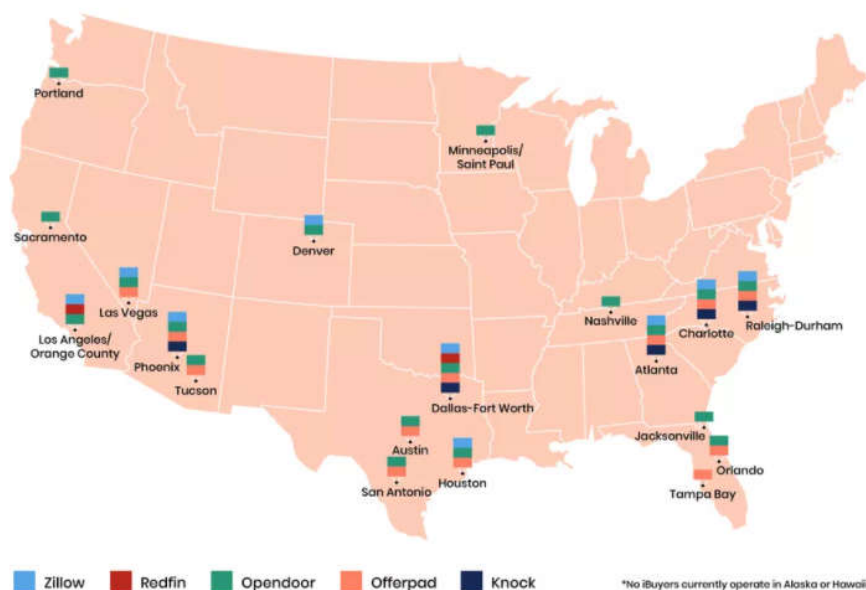 Portland
Minneapolis/
Saint Paul
Sacramento
Denver
Las Vegas
Los Angeles/
Orange County
Phoenix
Tucson
Nashville
Charlotte
Raleigh-Durham
Atlanta
Dallas-Fort Worth
Austin
San Antonio
Houston
Jacksonville
Orlando
Tampa Bay
Zillow
Redfin
Opendoor
Offerpad
Knock
*No iBuyers currently operate in Alaska or Hawaii